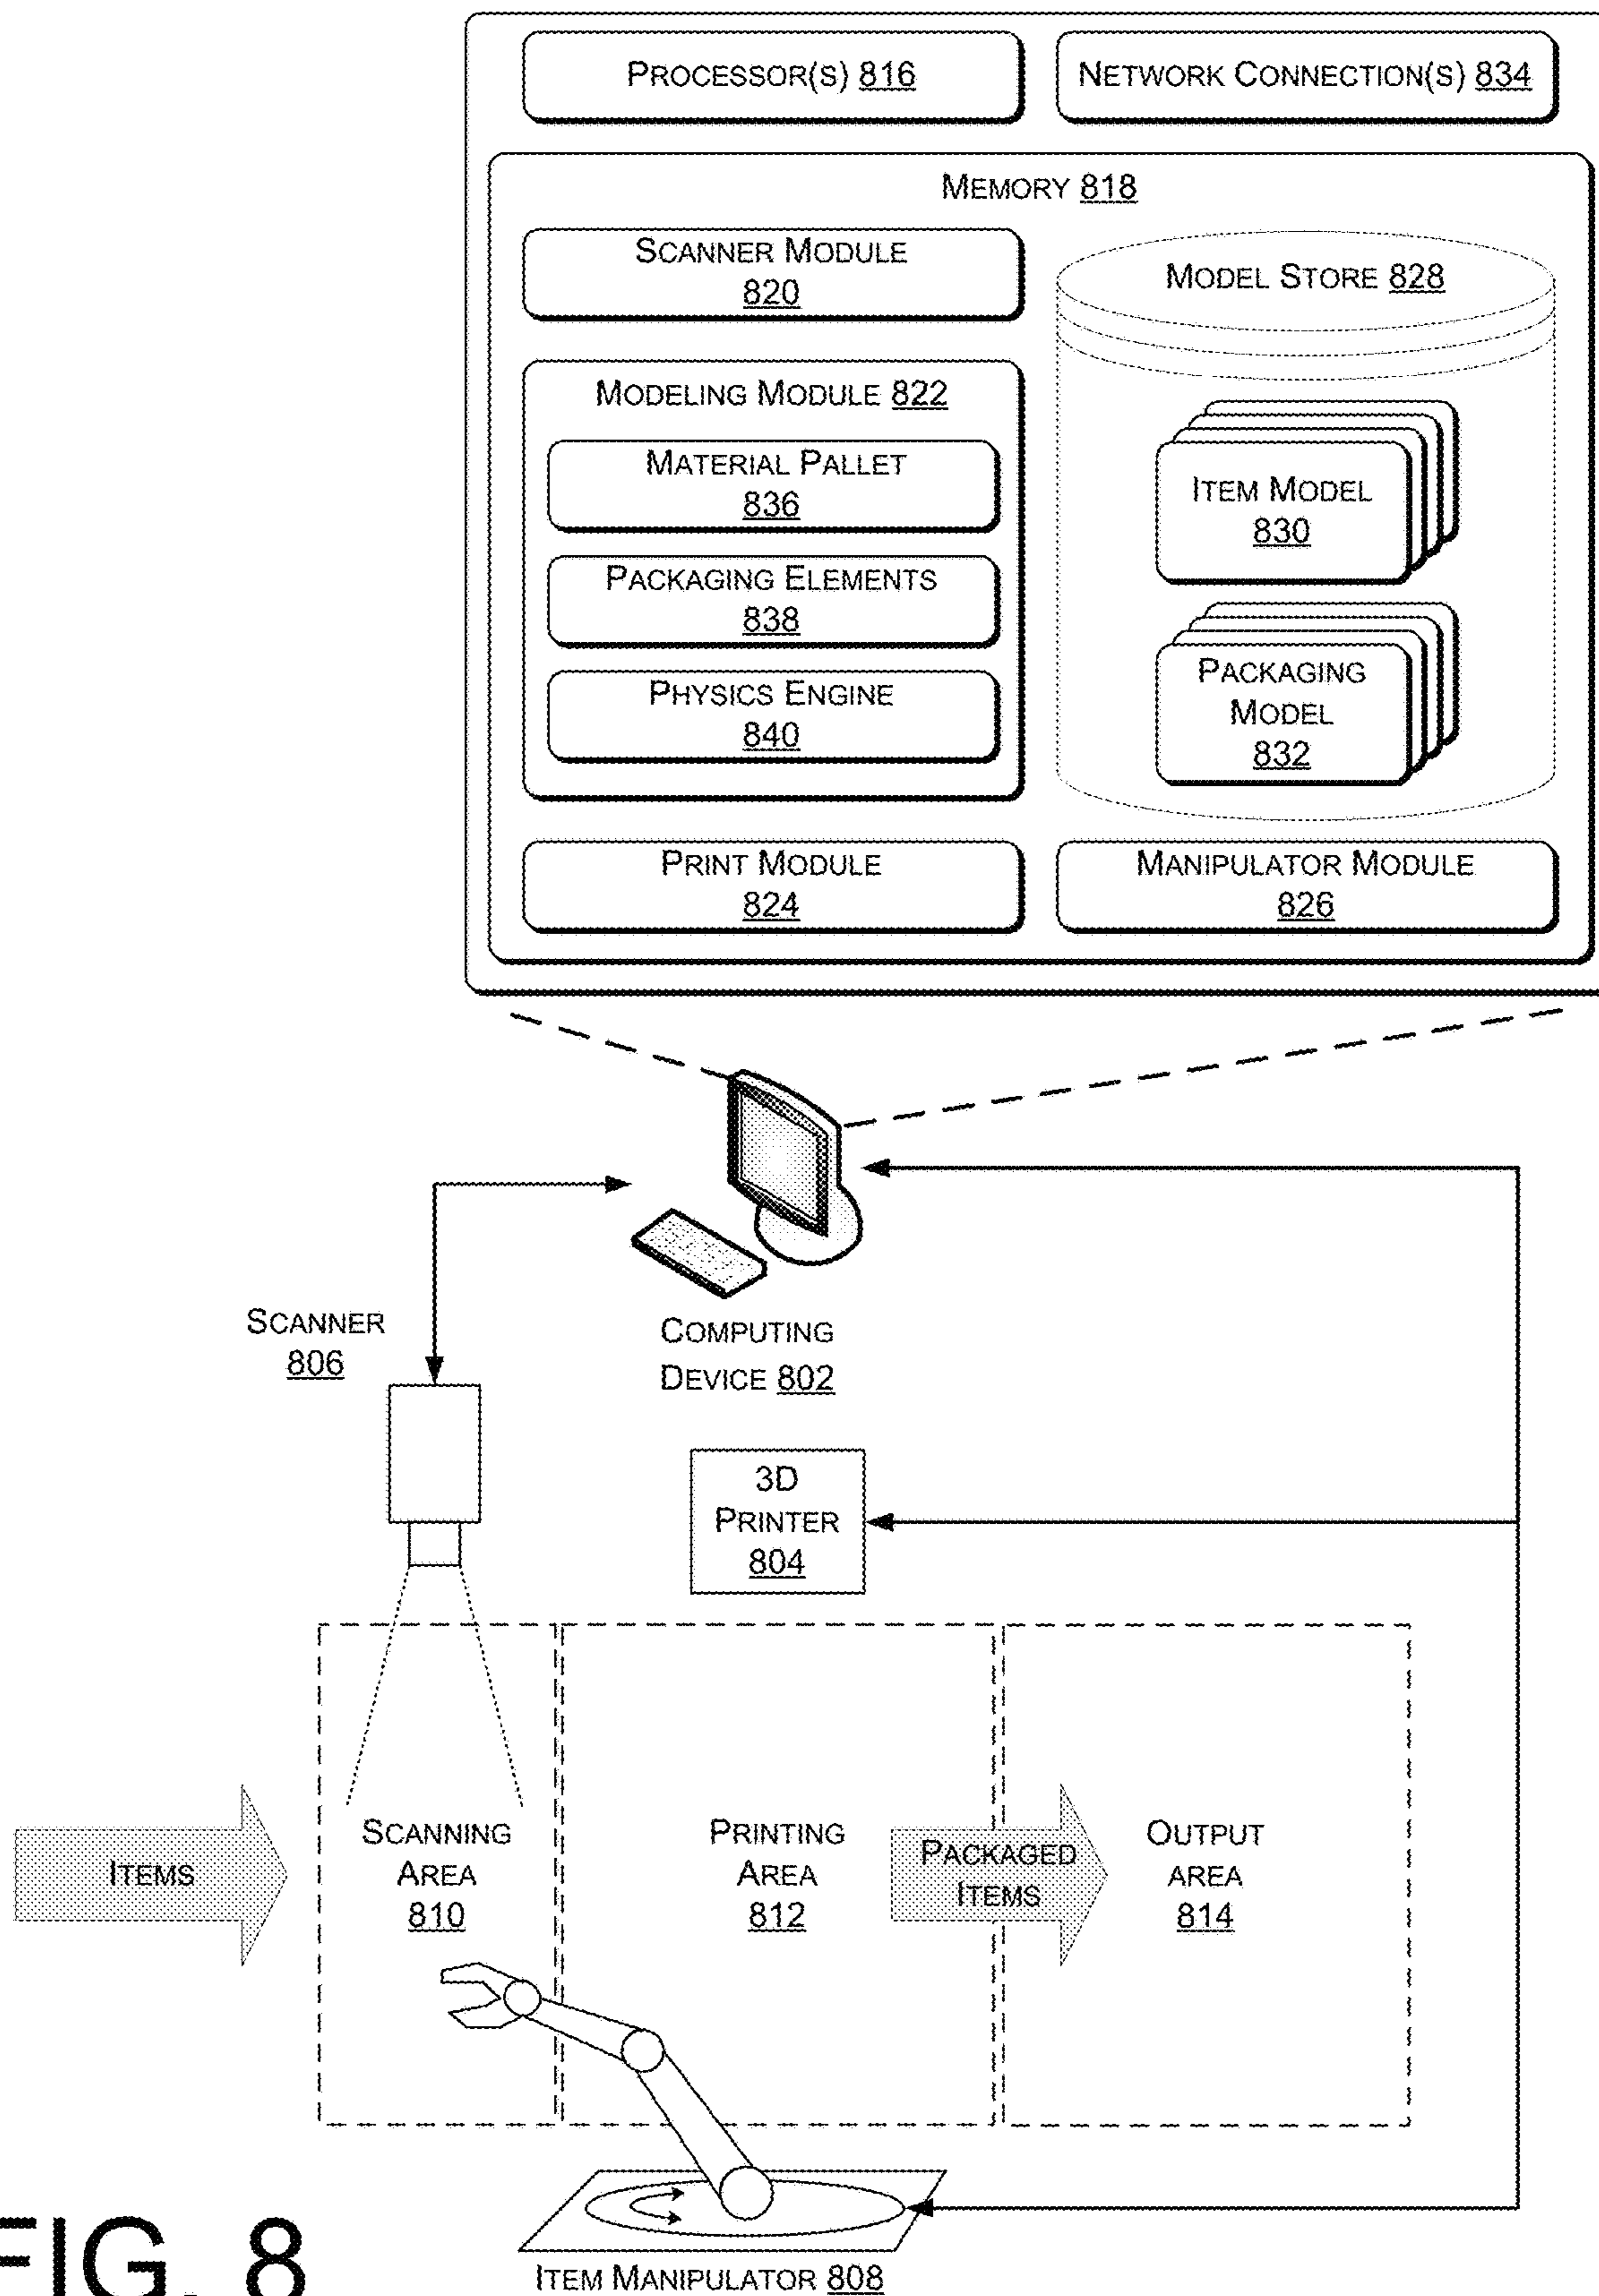 PROCESSOR(S) 816
NETWORK CONNECTION(S) 834
MEMORY 818
SCANNER MODULE
820
MODEL STORE 828
MODELING MODULE 822
MATERIAL PALLET
836
PACKAGING ELEMENTS
838
PHYSICS ENGINE
840
ITEM MODEL
830
PACKAGING
MODEL
832
PRINT MODULE
824
MANIPULATOR MODULE
826
SCANNER
806
COMPUTING
DEVICE 802
3D
PRINTER
804
ITEMS
SCANNING
AREA
810
PRINTING
AREA
812
PACKAGED
ITEMS
OUTPUT
AREA
814
ITEM MANIPULATOR 808
FIG. 8